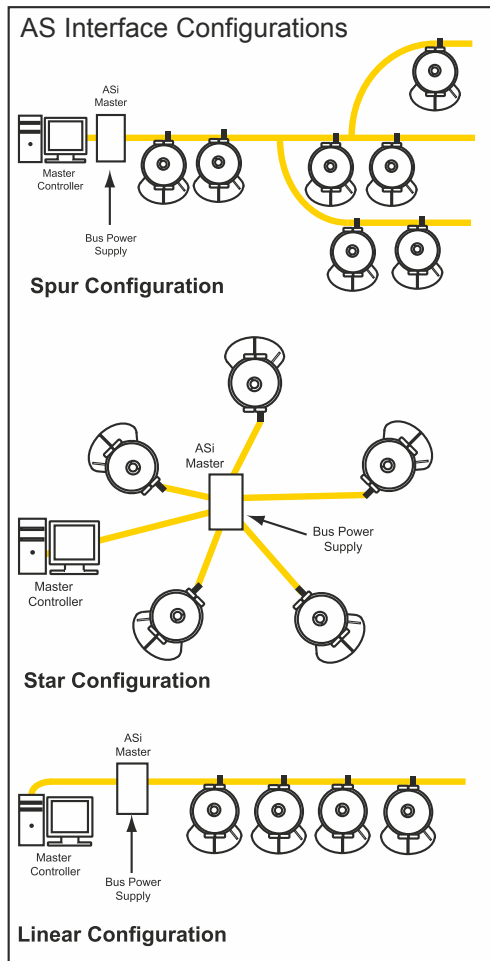 AS Interface Configurations
ASi
Master
Master
Controller
Bus Power
Supply
Spur Configuration
ASi
Master
Bus Power
Supply
Master
Controller
Star Configuration
ASi
Master
Master
Controller
Bus Power
Supply
Linear Configuration